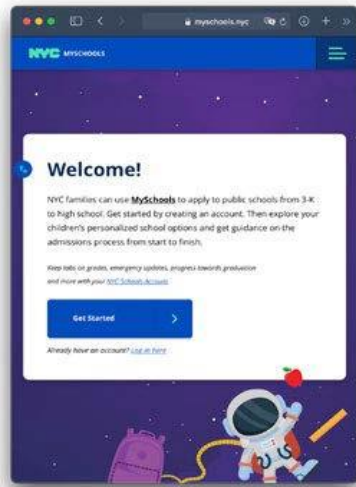 myschools.nyc
NYC MYSCHOOLS
Welcome!
NYC families can use MySchools to apply to public schools from 3-K
to high school. Get started by creating an account. Then explore your
children's personalized school options and get guidance on the
admissions process from start to finish.
Keep tabs on grades, emergency updates, progress towards graduation
and more with your NYC Schools Account.
Get Started
Already have an account? Log in here